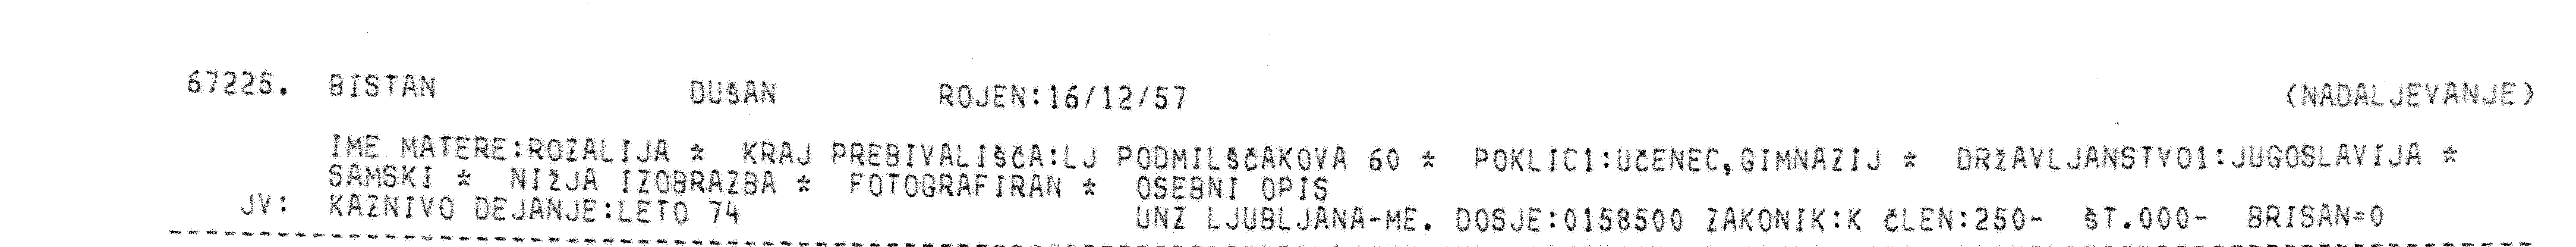 67225. BISTAN DUŠAN ROJEN:16/12/57 (NADALJEVANJE)
IME MATERE:ROZALIJA * KRAJ PREBIVALIŠČA:LJ PODMILŠČAKOVA 60 * POKLIC1:UČENEC,GIMNAZIJ * DRŽAVLJANSTVO1:JUGOSLAVIJA *
SAMSKI * NIŽJA IZOBRAZBA * FOTOGRAFIRAN * OSEBNI OPIS
JV: KAZNIVO DEJANJE:LETO 74 UNZ LJUBLJANA-ME. DOSJE:0158500 ZAKONIK:K ČLEN:250- ŠT.000- BRISAN=0